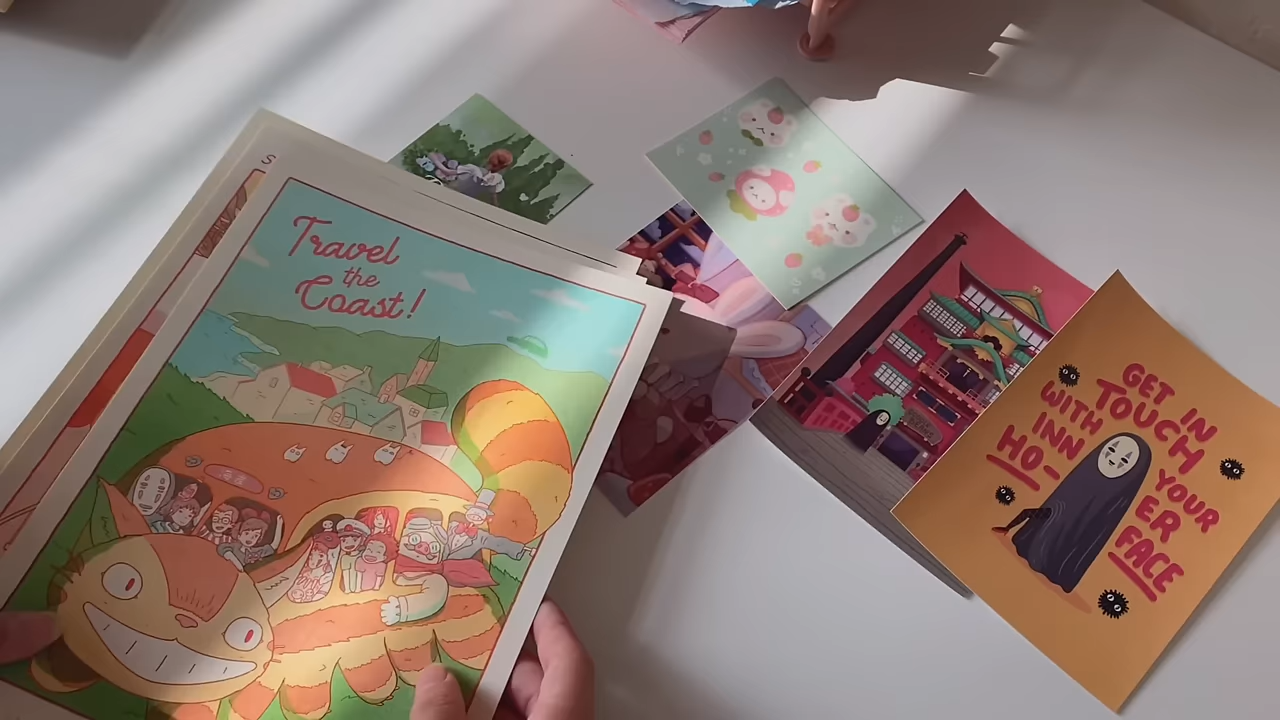 Travel
the
Coast!
S
GET IN
TOUCH
WITH YOUR
INN ER
HO- FACE